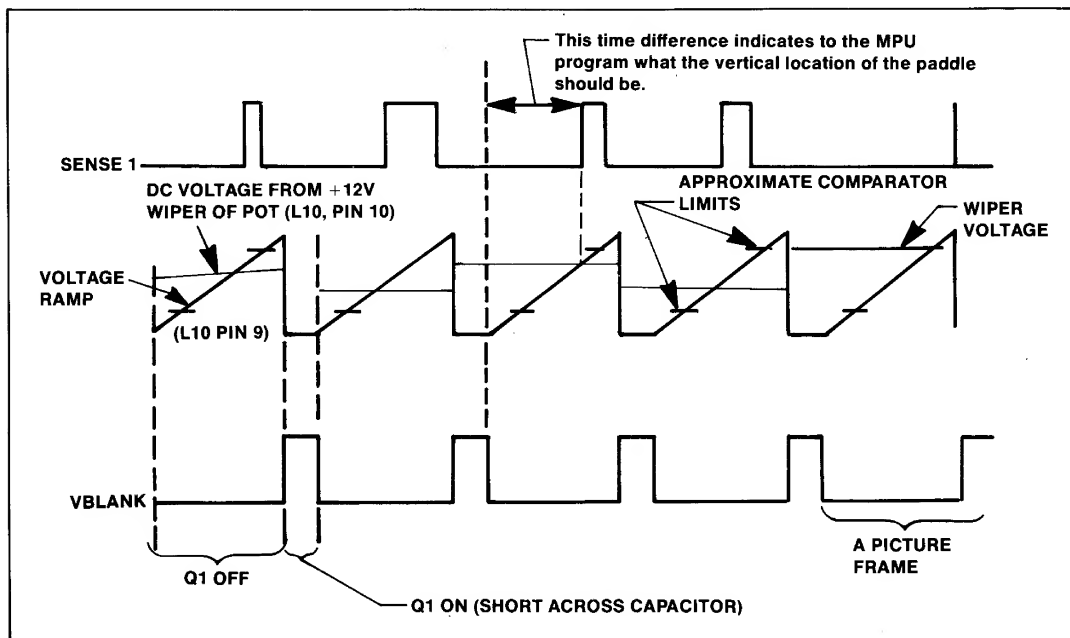 This time difference indicates to the MPU
program what the vertical location of the paddle
should be.
SENSE 1
DC VOLTAGE FROM +12V
WIPER OF POT (L10, PIN 10)
APPROXIMATE COMPARATOR
LIMITS
WIPER
VOLTAGE
VOLTAGE
RAMP
(L10 PIN 9)
VBLANK
Q1 OFF
A PICTURE
FRAME
Q1 ON (SHORT ACROSS CAPACITOR)